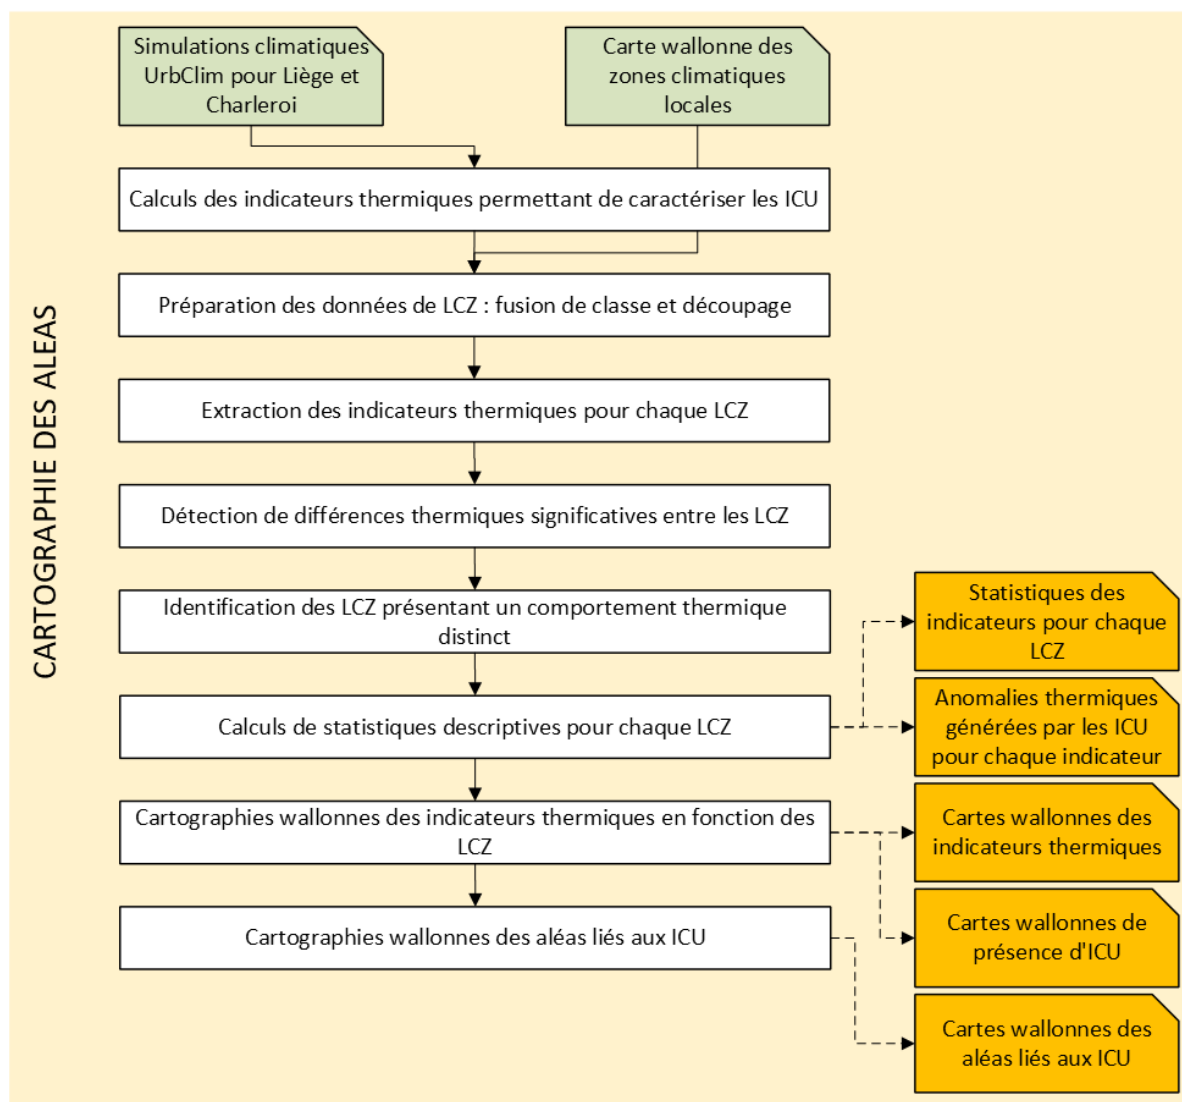 CARTOGRAPHIE DES ALEAS
Simulations climatiques
UrbClim pour Liège et
Charleroi
Carte wallonne des
zones climatiques
locales
Calculs des indicateurs thermiques permettant de caractériser les ICU
Préparation des données de LCZ : fusion de classe et découpage
Extraction des indicateurs thermiques pour chaque LCZ
Détection de différences thermiques significatives entre les LCZ
Identification des LCZ présentant un comportement thermique
distinct
Calculs de statistiques descriptives pour chaque LCZ
Statistiques des
indicateurs pour chaque
LCZ
Anomalies thermiques
générées par les ICU
pour chaque indicateur
Cartographies wallonnes des indicateurs thermiques en fonction des
LCZ
Cartes wallonnes des
indicateurs thermiques
Cartes wallonnes de
présence d'ICU
Cartographies wallonnes des aléas liés aux ICU
Cartes wallonnes des
aléas liés aux ICU